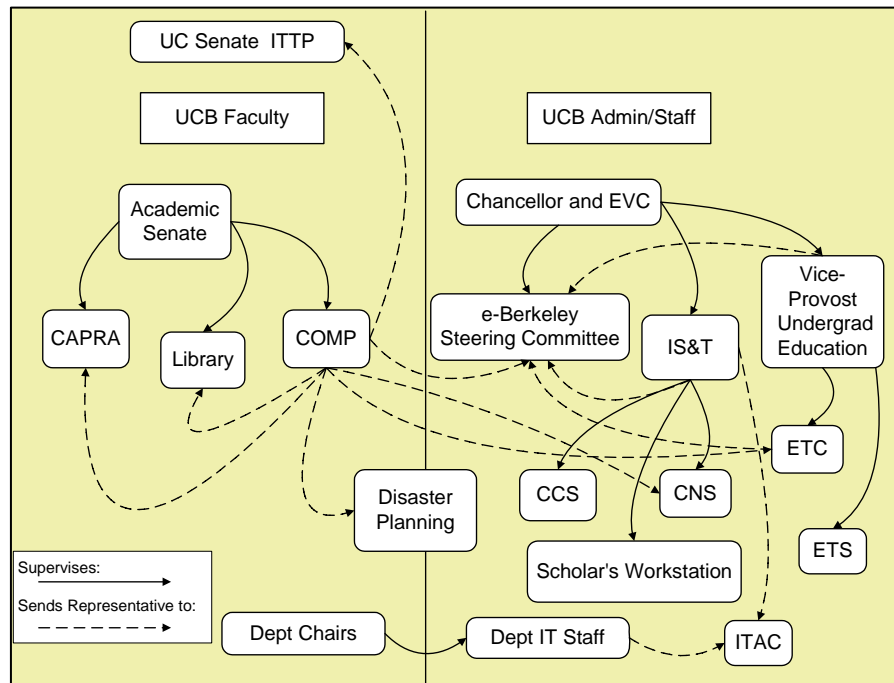 UC Senate  ITTP
UCB Faculty
UCB Admin/Staff
Academic
Senate
Chancellor and EVC
CAPRA
Library
COMP
e-Berkeley
Steering Committee
IS&T
Vice-
Provost
Undergrad
Education
ETC
CCS
CNS
Disaster
Planning
ETS
Scholar's Workstation
Supervises:
Sends Representative to:
Dept Chairs
Dept IT Staff
ITAC